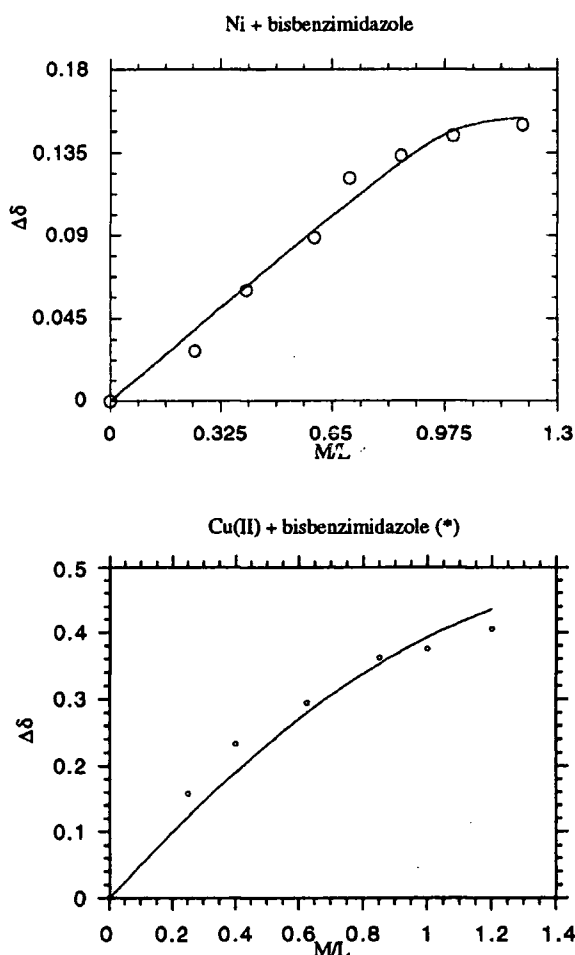 Ni + bisbenzimidazole
0.18
0.135
0.09
0.045
0
Δδ
0 0.325 0.65 0.975 1.3
M/L
Cu(II) + bisbenzimidazole (*)
0.5
0.4
0.3
0.2
0.1
0
Δδ
0 0.2 0.4 0.6 0.8 1 1.2 1.4
M/L